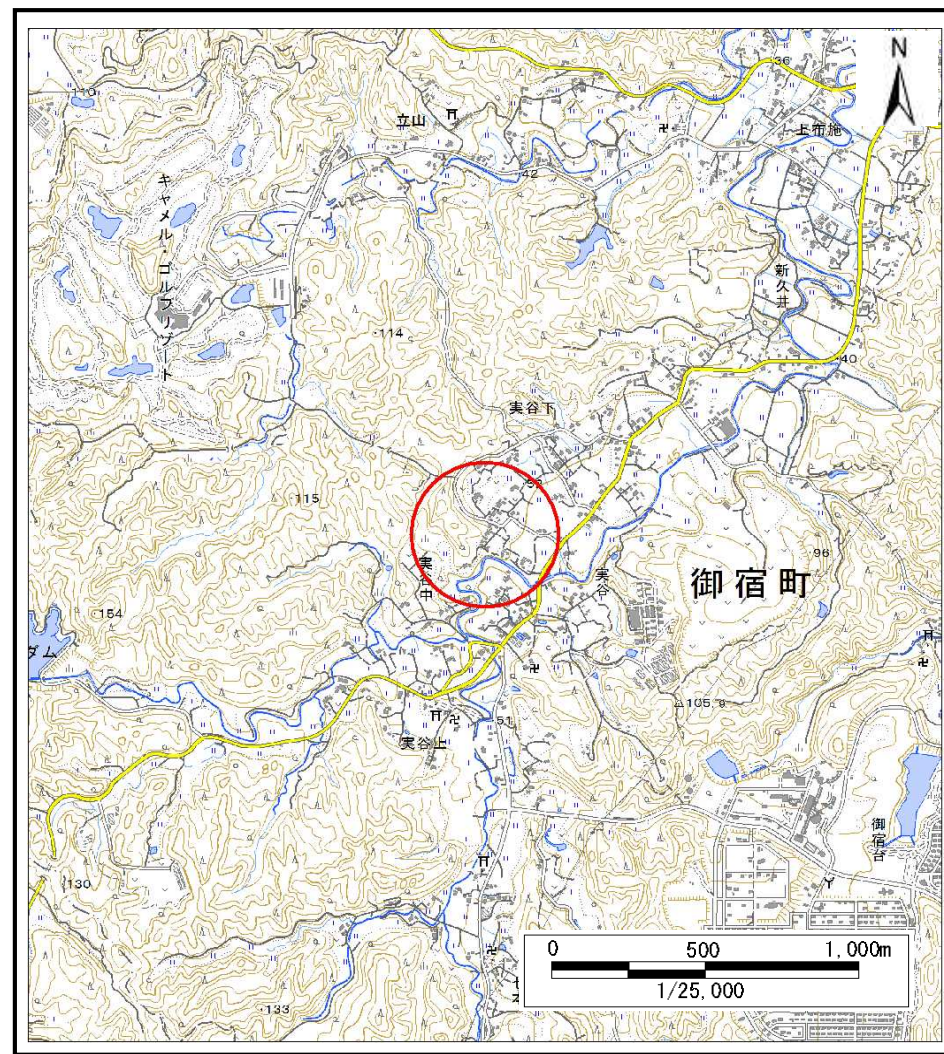 N
36
110
立山
上布施
42
キャメル・ゴルフリゾート
新久井
・114
40
実谷下
・115
96
実谷中
実谷
御宿町
・154
ダム
△105.9
・51
実谷上
御宿台
・130
0 500 1,000m
1/25,000
・133